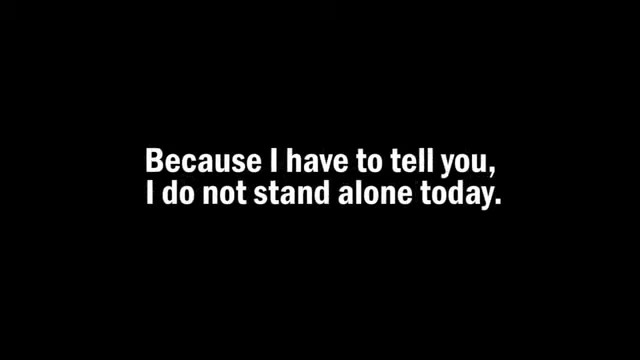 Because I have to tell you,
I do not stand alone today.